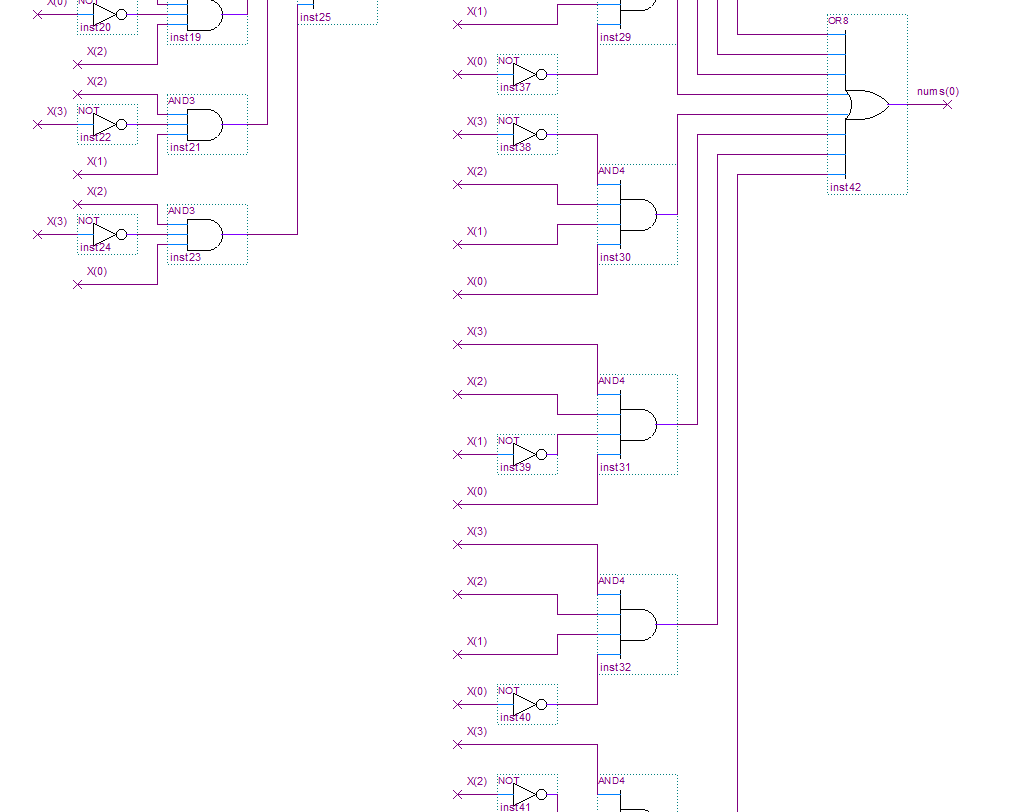 X(0)
NOT
inst20
inst19
X(2)
X(2)
AND3
X(3)
NOT
inst22
inst21
X(1)
X(2)
AND3
X(3)
NOT
inst24
inst23
X(0)
inst25
X(1)
inst29
X(0)
NOT
inst37
X(3)
NOT
inst38
X(2)
AND4
X(1)
inst30
X(0)
X(3)
X(2)
AND4
X(1)
NOT
inst39
inst31
X(0)
X(3)
X(2)
AND4
X(1)
inst32
X(0)
NOT
inst40
X(3)
X(2)
NOT
inst41
AND4
OR8
nums(0)
inst42